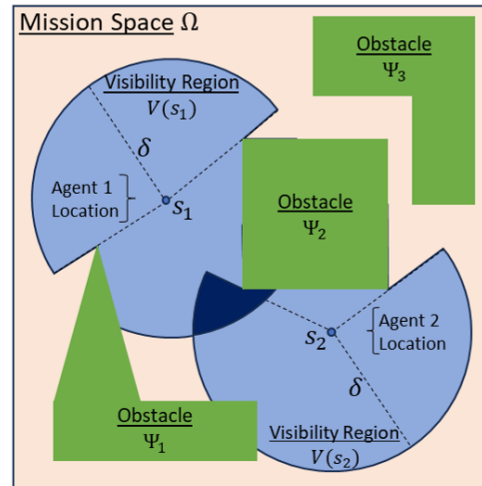 Mission Space Ω
Obstacle
Ψ₃
Visibility Region
V(s₁)
δ
Agent 1
Location
s₁
Obstacle
Ψ₂
s₂
Agent 2
Location
δ
Obstacle
Ψ₁
Visibility Region
V(s₂)